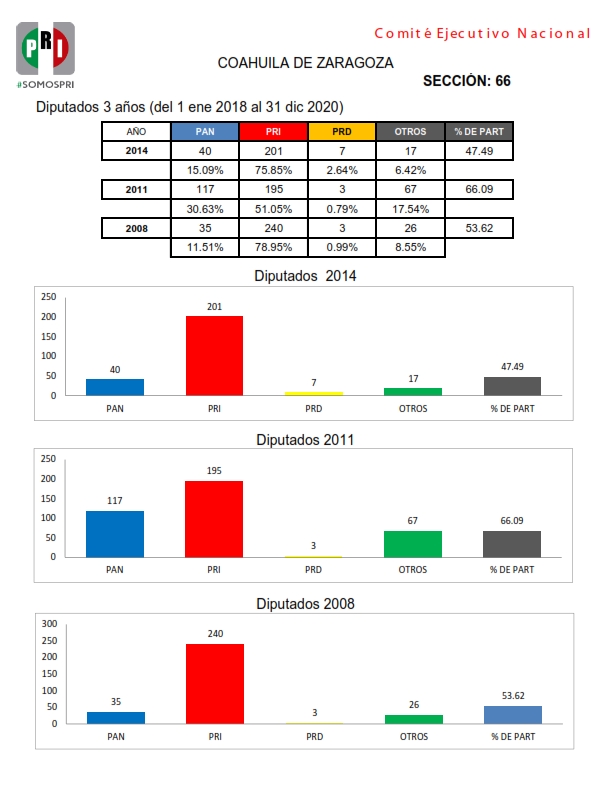 PRI
#SOMOSPRI
Comité Ejecutivo Nacional
COAHUILA DE ZARAGOZA
SECCIÓN: 66
Diputados 3 años (del 1 ene 2018 al 31 dic 2020)
AÑO PAN PRI PRD OTROS % DE PART
2014 40 201 7 17 47.49
15.09% 75.85% 2.64% 6.42%
2011 117 195 3 67 66.09
30.63% 51.05% 0.79% 17.54%
2008 35 240 3 26 53.62
11.51% 78.95% 0.99% 8.55%
Diputados 2014
250
200
150
100
50
0
40 201 7 17 47.49
PAN PRI PRD OTROS % DE PART
Diputados 2011
250
200
150
100
50
0
117 195 3 67 66.09
PAN PRI PRD OTROS % DE PART
Diputados 2008
300
250
200
150
100
50
0
35 240 3 26 53.62
PAN PRI PRD OTROS % DE PART